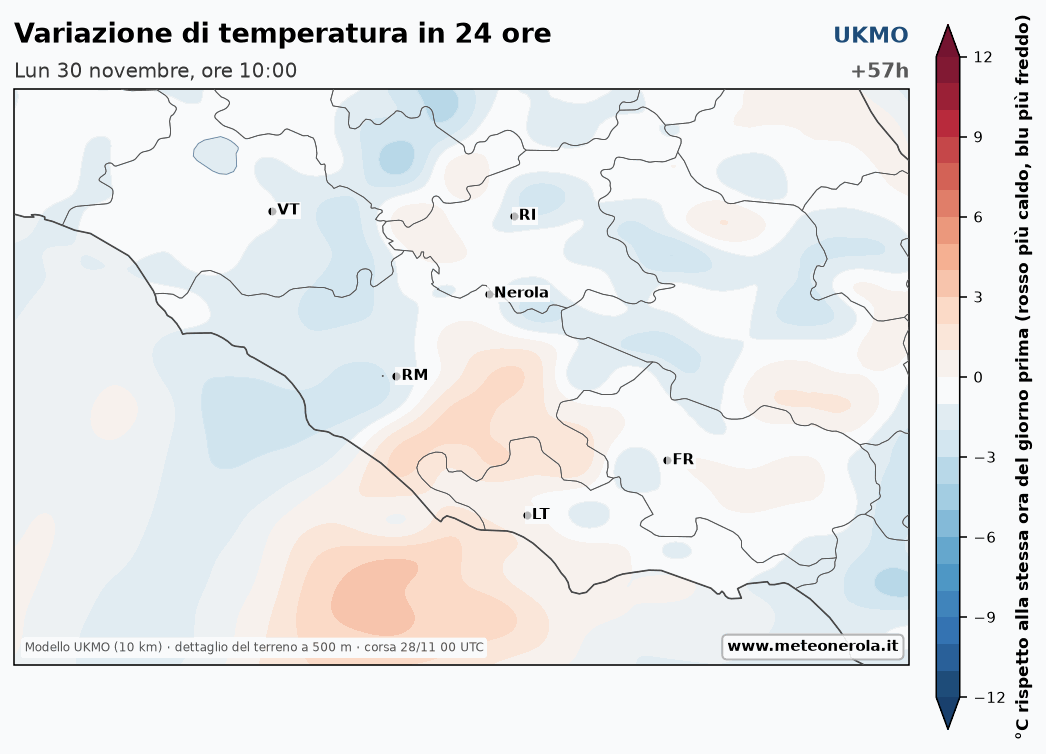 Variazione di temperatura in 24 ore
UKMO
Lun 30 novembre, ore 10:00
+57h
VT
RI
Nerola
RM
FR
LT
Modello UKMO (10 km) · dettaglio del terreno a 500 m · corsa 28/11 00 UTC
www.meteonerola.it
12
9
6
3
0
−3
−6
−9
−12
°C rispetto alla stessa ora del giorno prima (rosso più caldo, blu più freddo)